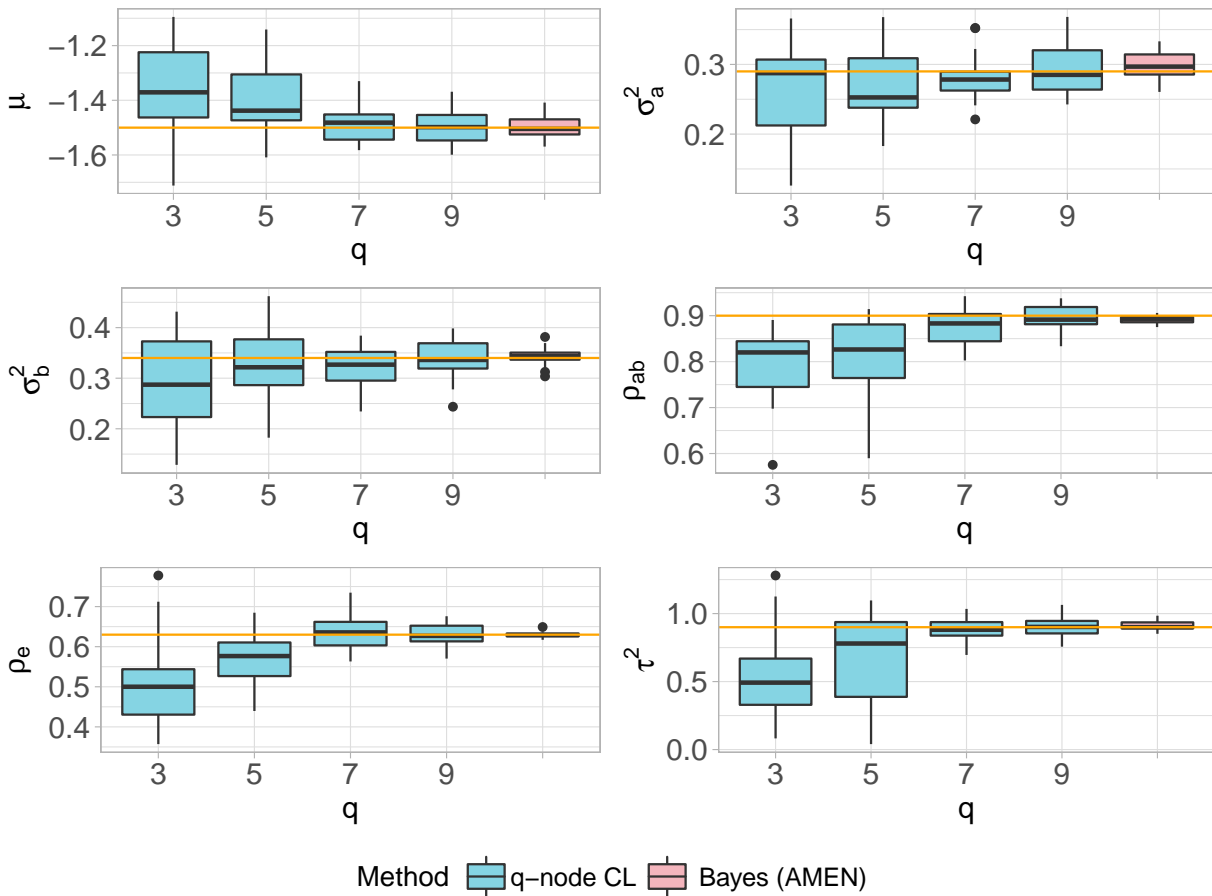 μ
−1.2
−1.4
−1.6
3 5 7 9
q
σ²a
0.3
0.2
3 5 7 9
q
σ²b
0.4
0.3
0.2
3 5 7 9
q
ρab
0.9
0.8
0.7
0.6
3 5 7 9
q
ρe
0.7
0.6
0.5
0.4
3 5 7 9
q
τ²
1.0
0.5
0.0
3 5 7 9
q
Method q−node CL Bayes (AMEN)